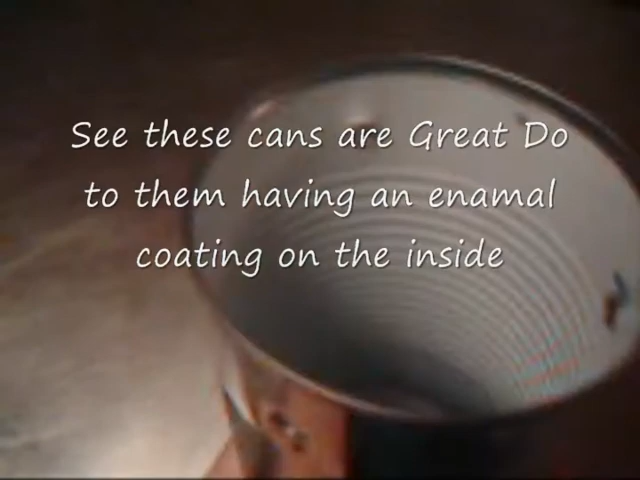 See these cans are Great Do
to them having an enamal
coating on the inside